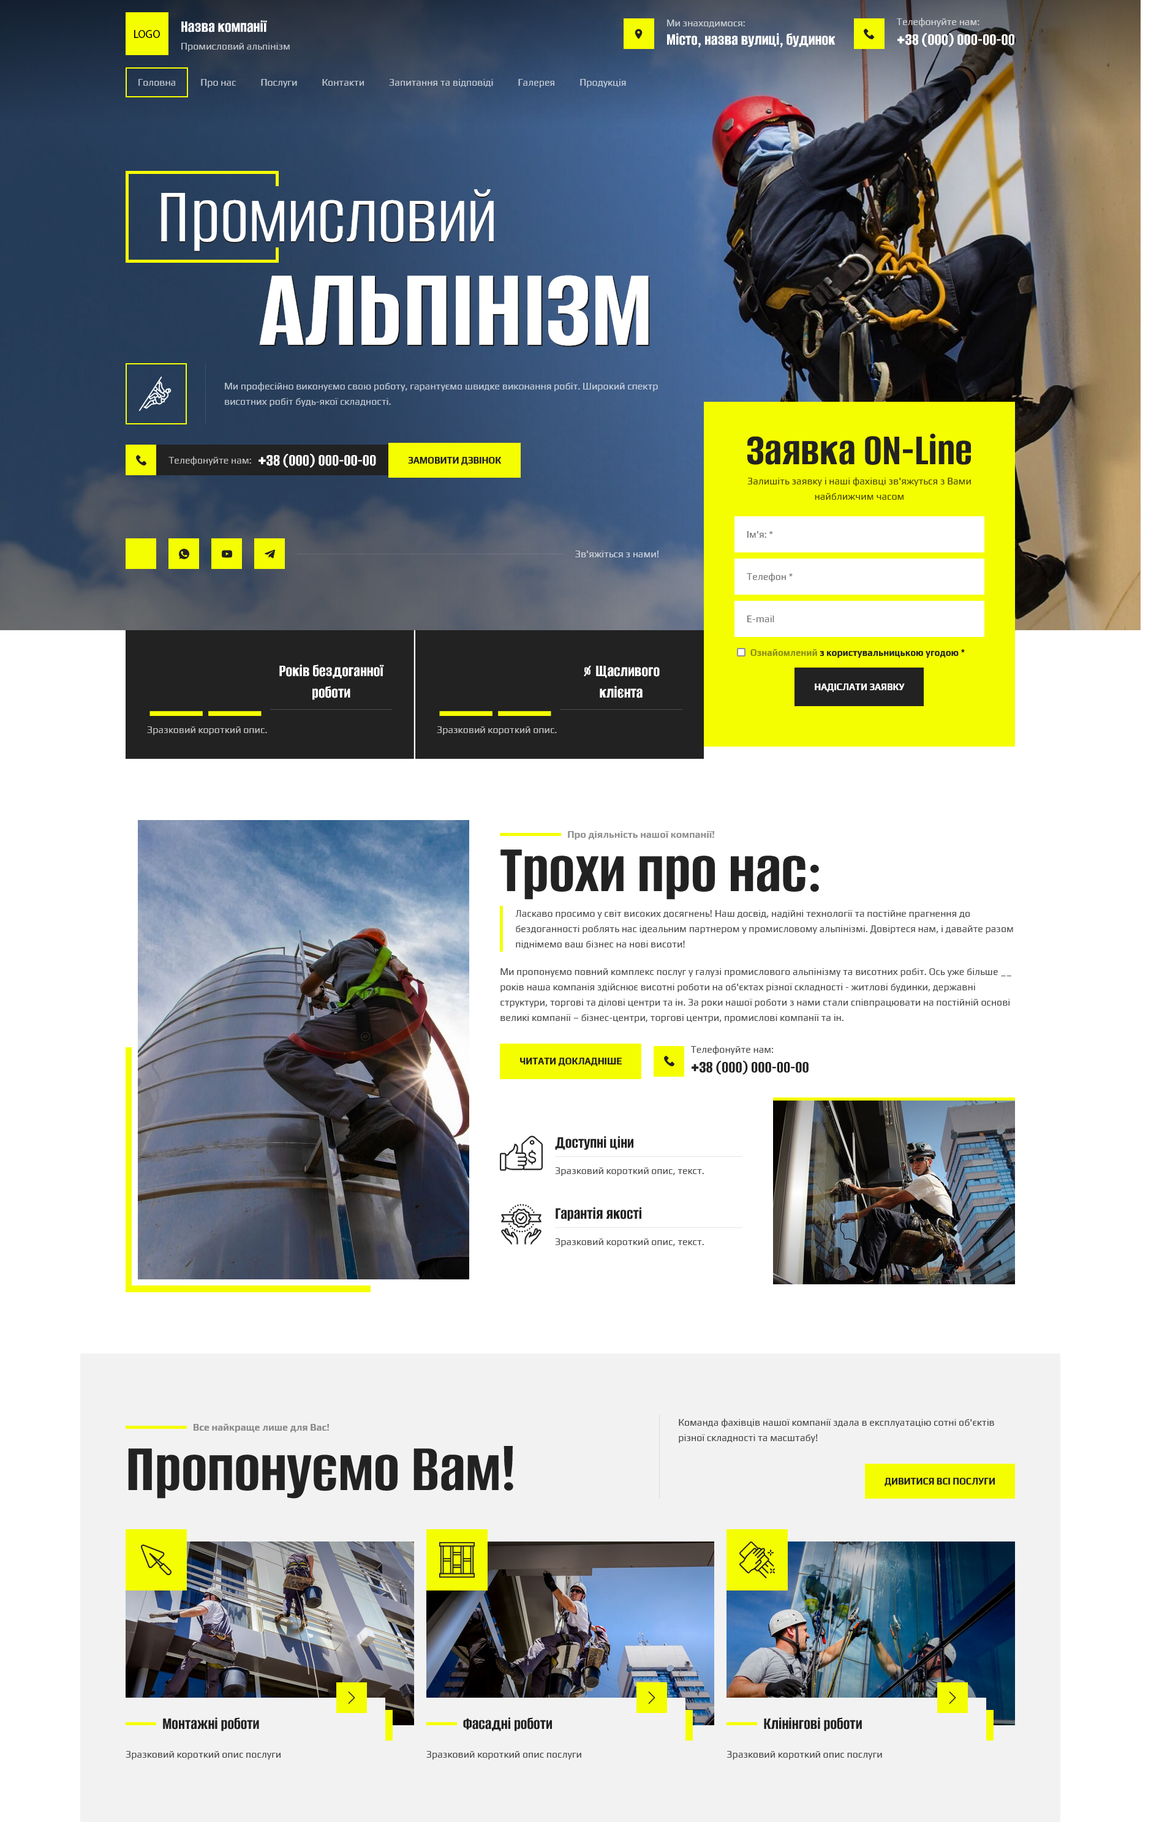 LOGO
Назва компанії
Промисловий альпінізм
Ми знаходимося:
Місто, назва вулиці, будинок
Телефонуйте нам:
+38 (000) 000-00-00
Головна
Про нас
Послуги
Контакти
Запитання та відповіді
Галерея
Продукція
Промисловий
АЛЬПІНІЗМ
Ми професійно виконуємо свою роботу, гарантуємо швидке виконання робіт. Широкий спектр
висотних робіт будь-якої складності.
Телефонуйте нам: +38 (000) 000-00-00
ЗАМОВИТИ ДЗВІНОК
Зв'яжіться з нами!
Заявка ON-Line
Залишіть заявку і наші фахівці зв'яжуться з Вами
найближчим часом
Ім'я: *
Телефон *
E-mail
Ознайомлений з користувальницькою угодою *
НАДІСЛАТИ ЗАЯВКУ
Років бездоганної
роботи
Зразковий короткий опис.
Щасливого
клієнта
Зразковий короткий опис.
Про діяльність нашої компанії!
Трохи про нас:
Ласкаво просимо у світ високих досягнень! Наш досвід, надійні технології та постійне прагнення до
бездоганності роблять нас ідеальним партнером у промисловому альпінізмі. Довіртеся нам, і давайте разом
піднімемо ваш бізнес на нові висоти!
Ми пропонуємо повний комплекс послуг у галузі промислового альпінізму та висотних робіт. Ось уже більше __
років наша компанія здійснює висотні роботи на об'єктах різної складності - житлові будинки, державні
структури, торгові та ділові центри та ін. За роки нашої роботи з нами стали співпрацювати на постійній основі
великі компанії – бізнес-центри, торгові центри, промислові компанії та ін.
ЧИТАТИ ДОКЛАДНІШЕ
Телефонуйте нам:
+38 (000) 000-00-00
Доступні ціни
Зразковий короткий опис, текст.
Гарантія якості
Зразковий короткий опис, текст.
Все найкраще лише для Вас!
Пропонуємо Вам!
Команда фахівців нашої компанії здала в експлуатацію сотні об'єктів
різної складності та масштабу!
ДИВИТИСЯ ВСІ ПОСЛУГИ
Монтажні роботи
Зразковий короткий опис послуги
Фасадні роботи
Зразковий короткий опис послуги
Клінінгові роботи
Зразковий короткий опис послуги